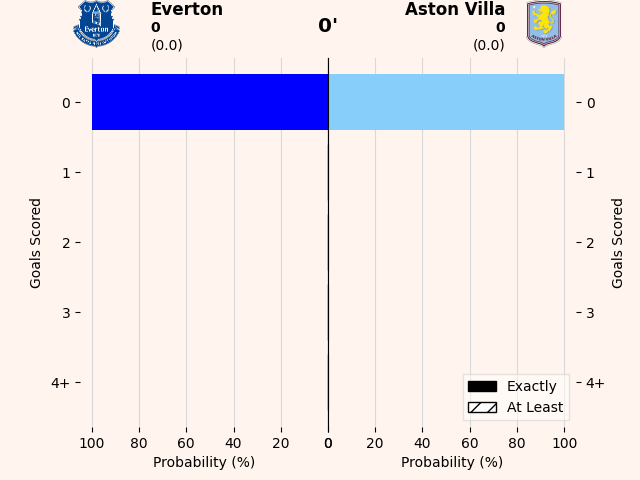 Everton
0
(0.0)
0'
Aston Villa
0
(0.0)
Everton
Goals Scored
0
1
2
3
4+
0
1
2
3
4+
Goals Scored
Exactly
At Least
100 80 60 40 20 0
0 20 40 60 80 100
Probability (%)
Probability (%)